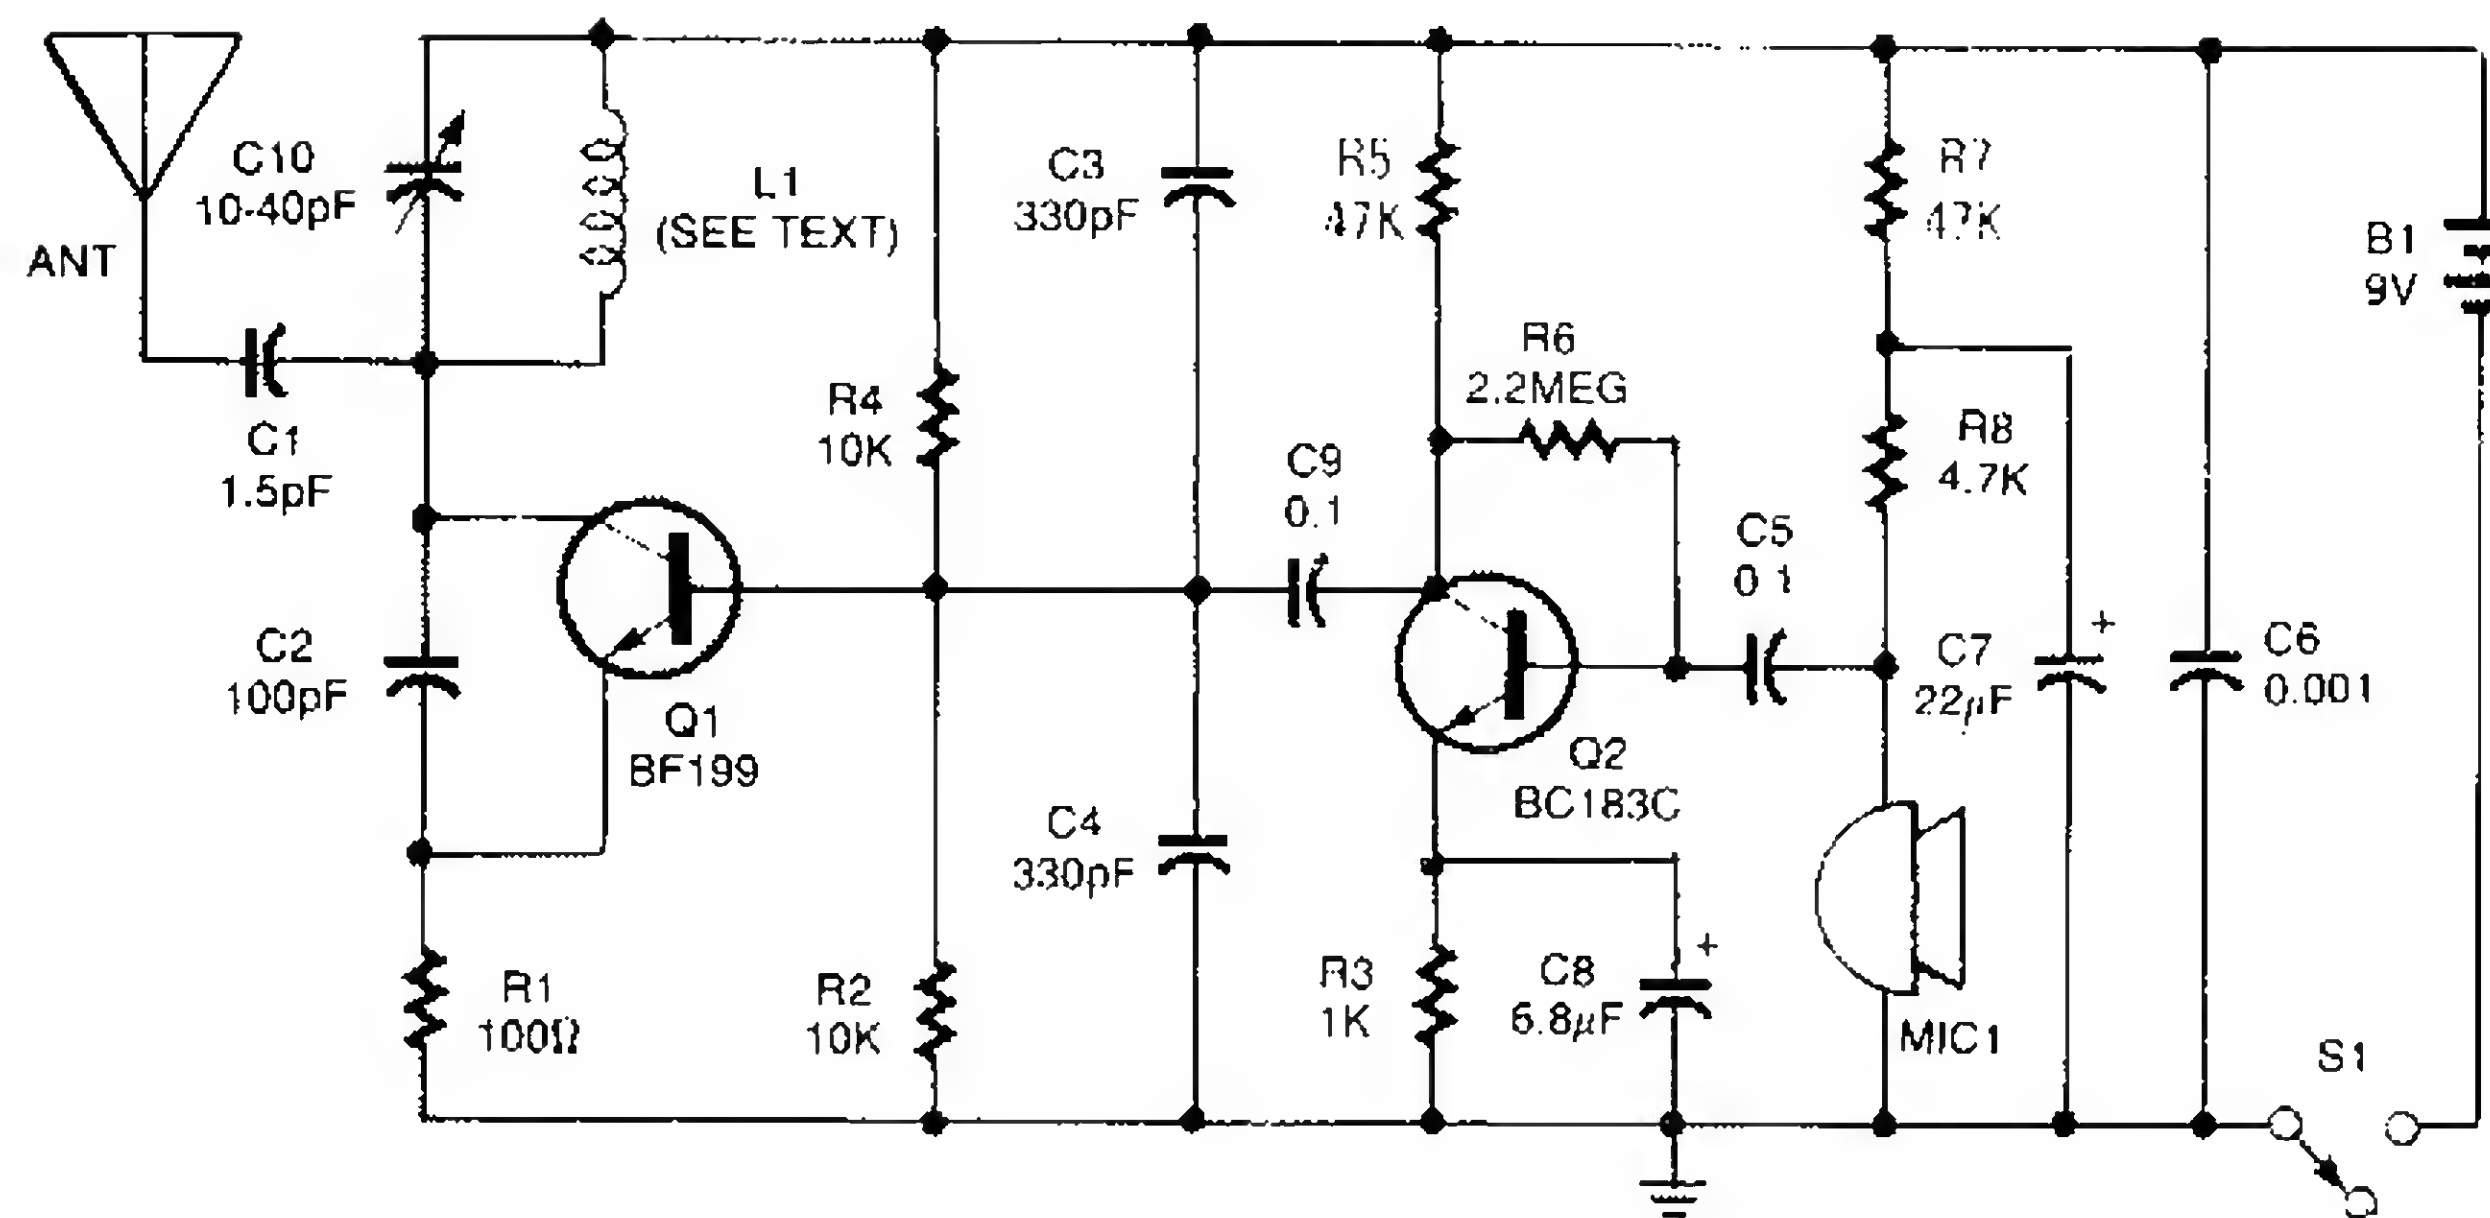 ANT
C10
10-40pF
L1
(SEE TEXT)
C1
1.5pF
C2
100pF
Q1
BF199
R1
100Ω
R4
10K
R2
10K
C3
330pF
C4
330pF
R5
47K
R6
2.2MEG
C9
0.1
Q2
BC183C
R3
1K
C8
6.8µF
+
C5
0 1
R7
47K
R8
4.7K
C7
22µF
+
MIC1
C6
0.001
B1
9V
S1